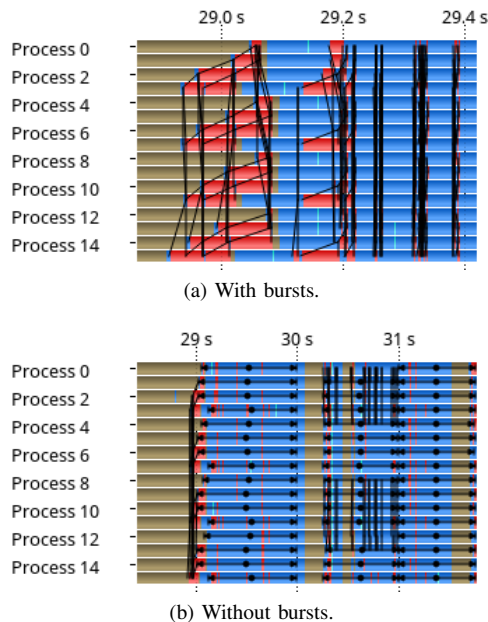 29.0 s 29.2 s 29.4 s
Process 0
Process 2
Process 4
Process 6
Process 8
Process 10
Process 12
Process 14
(a) With bursts.
29 s 30 s 31 s
Process 0
Process 2
Process 4
Process 6
Process 8
Process 10
Process 12
Process 14
(b) Without bursts.